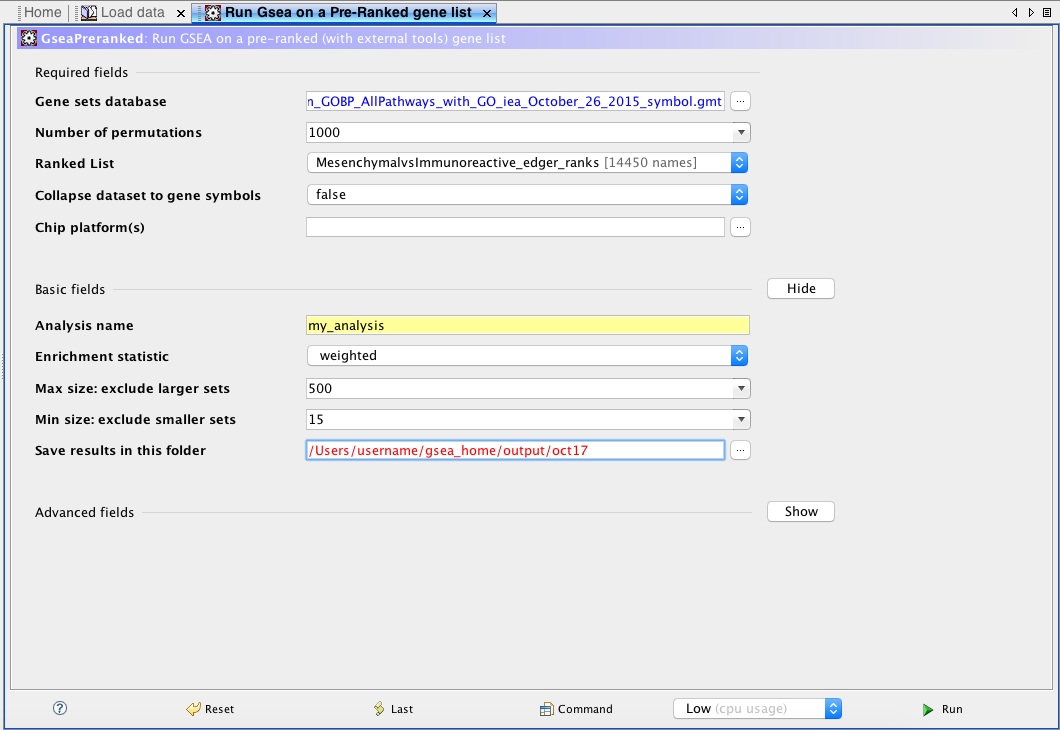 Home
Load data
Run Gsea on a Pre-Ranked gene list
GseaPreranked: Run GSEA on a pre-ranked (with external tools) gene list
Required fields
Gene sets database n_GOBP_AllPathways_with_GO_iea_October_26_2015_symbol.gmt ...
Number of permutations 1000
Ranked List MesenchymalvsImmunoreactive_edger_ranks [14450 names]
Collapse dataset to gene symbols false
Chip platform(s) ...
Basic fields Hide
Analysis name my_analysis
Enrichment statistic weighted
Max size: exclude larger sets 500
Min size: exclude smaller sets 15
Save results in this folder /Users/username/gsea_home/output/oct17 ...
Advanced fields Show
? Reset Last Command Low (cpu usage) Run